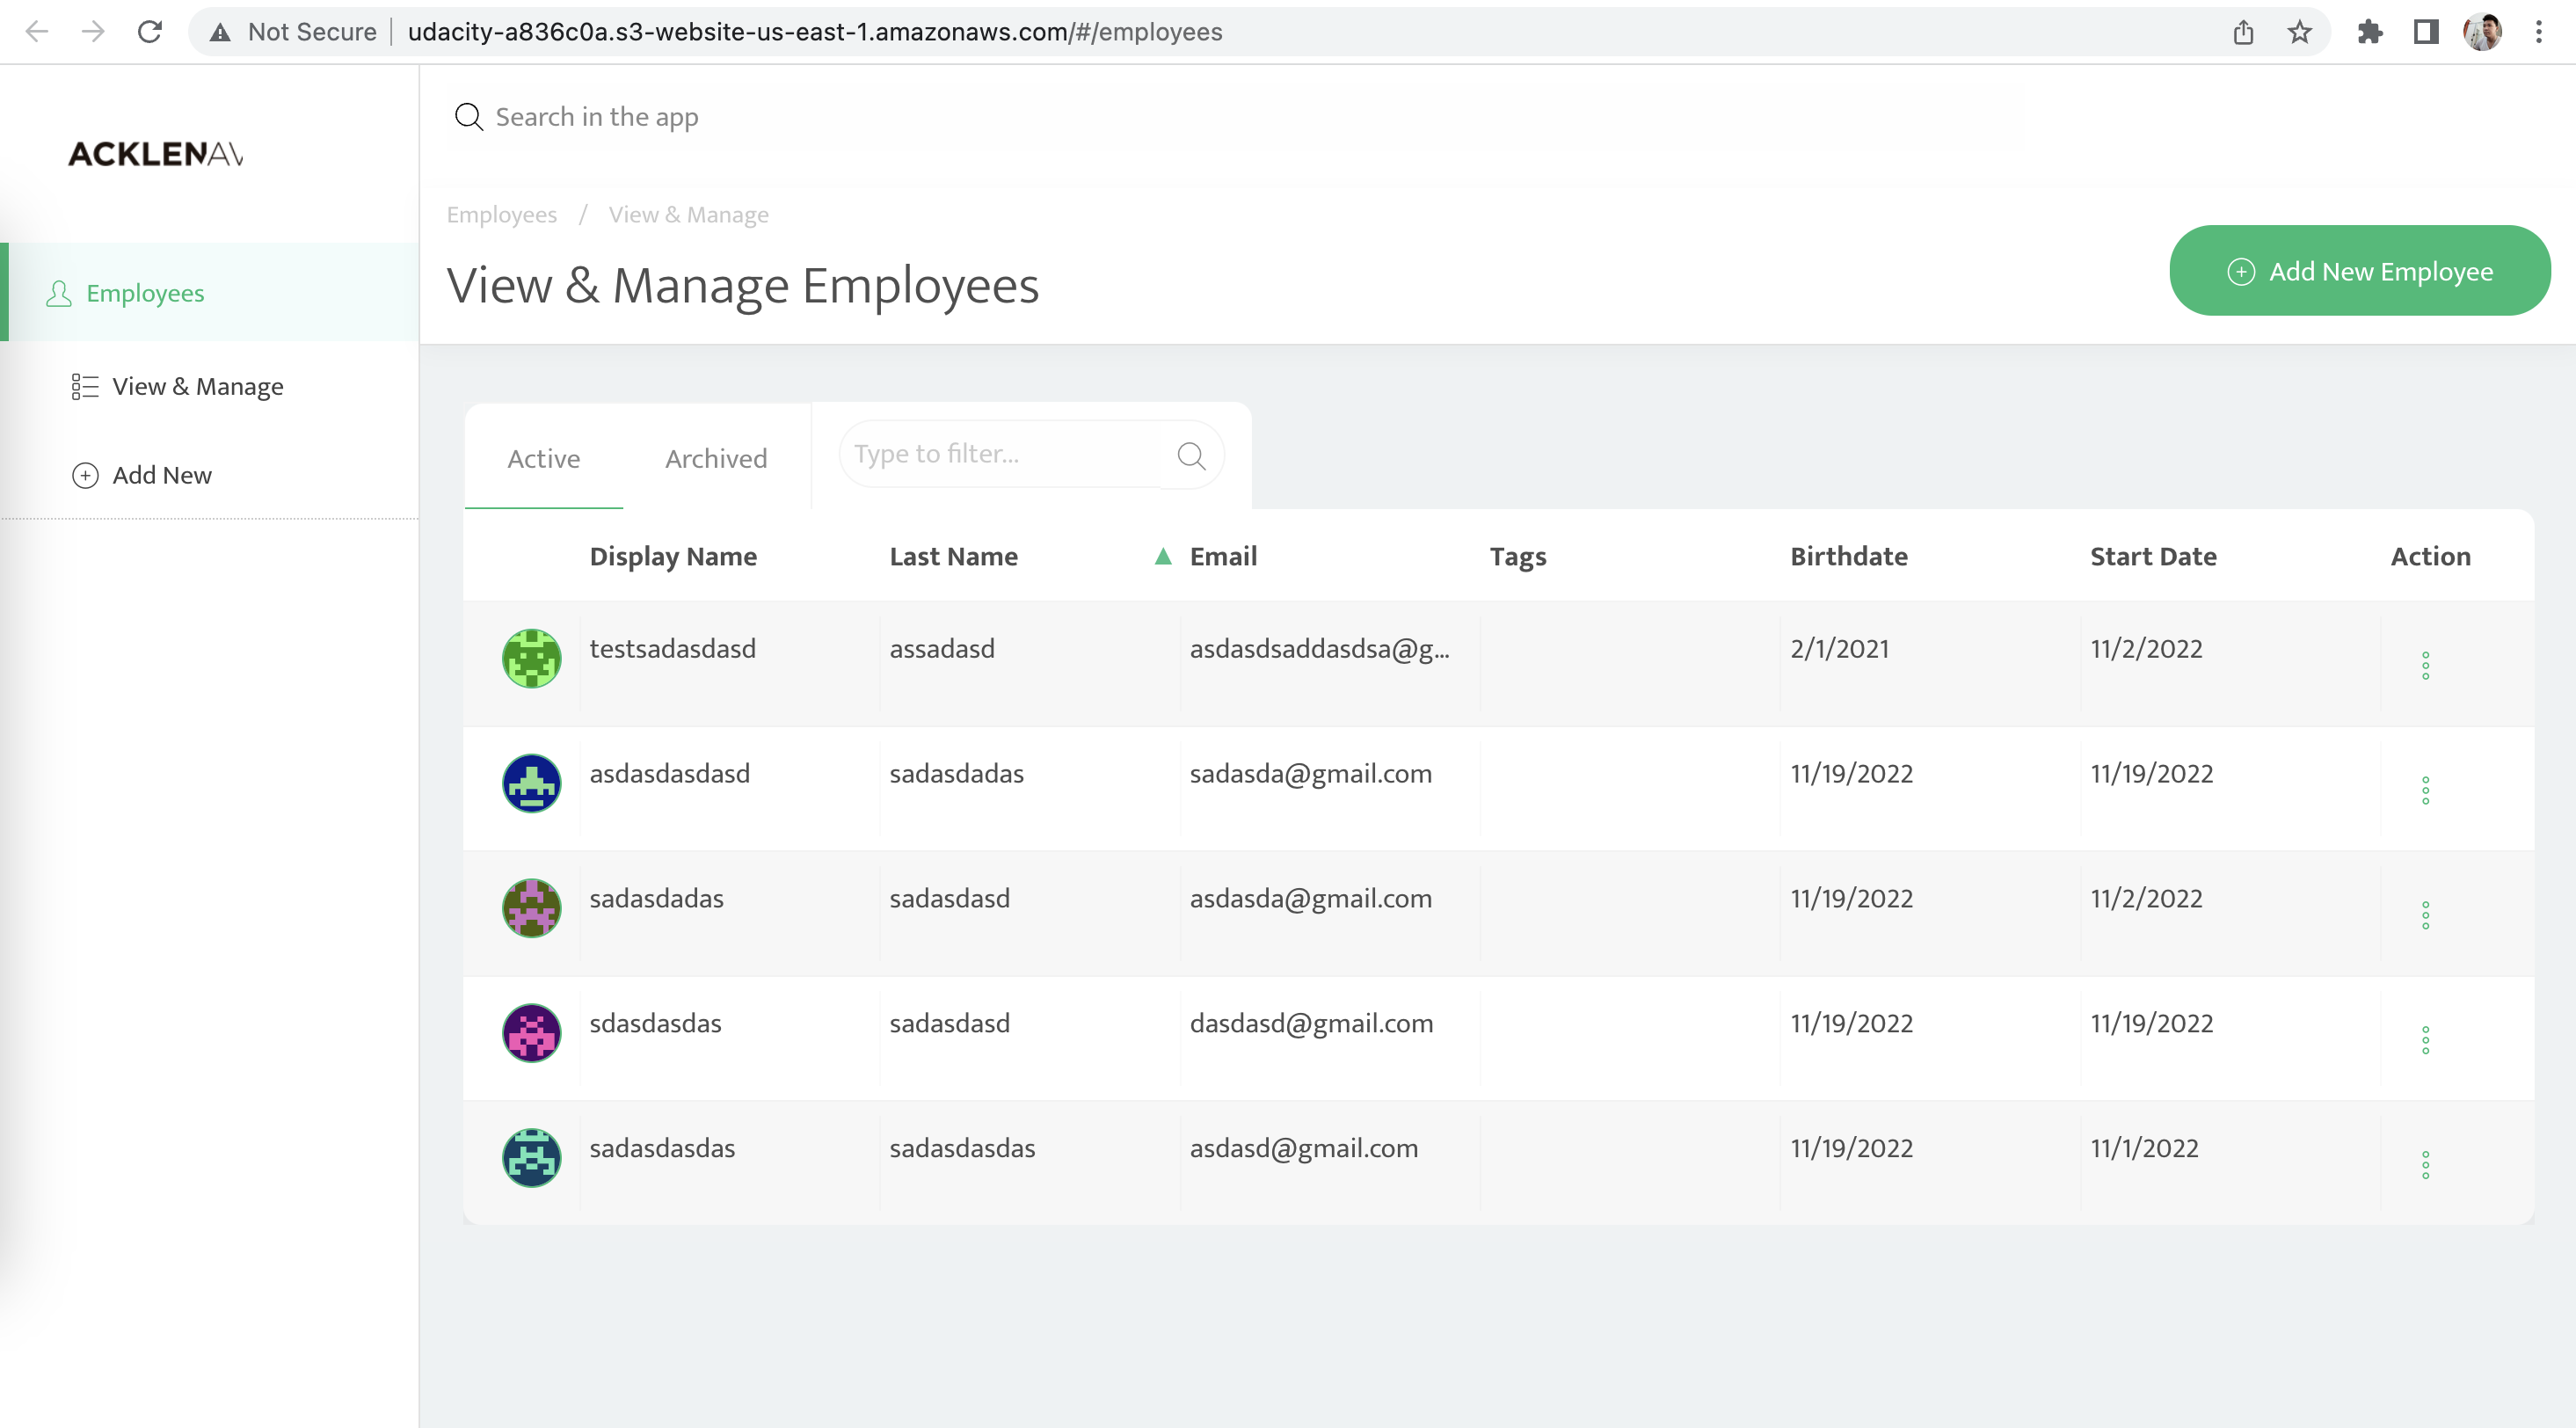 Not Secure udacity-a836c0a.s3-website-us-east-1.amazonaws.com/#/employees
ACKLENAV
Search in the app
Employees / View & Manage
View & Manage Employees
Add New Employee
Employees
View & Manage
Add New
Active Archived Type to filter...
Display Name Last Name Email Tags Birthdate Start Date Action
testsadasdasd assadasd asdasdsaddasdsa@g... 2/1/2021 11/2/2022
asdasdasdasd sadasdadas sadasda@gmail.com 11/19/2022 11/19/2022
sadasdadas sadasdasd asdasda@gmail.com 11/19/2022 11/2/2022
sdasdasdas sadasdasd dasdasd@gmail.com 11/19/2022 11/19/2022
sadasdasdas sadasdasdas asdasd@gmail.com 11/19/2022 11/1/2022